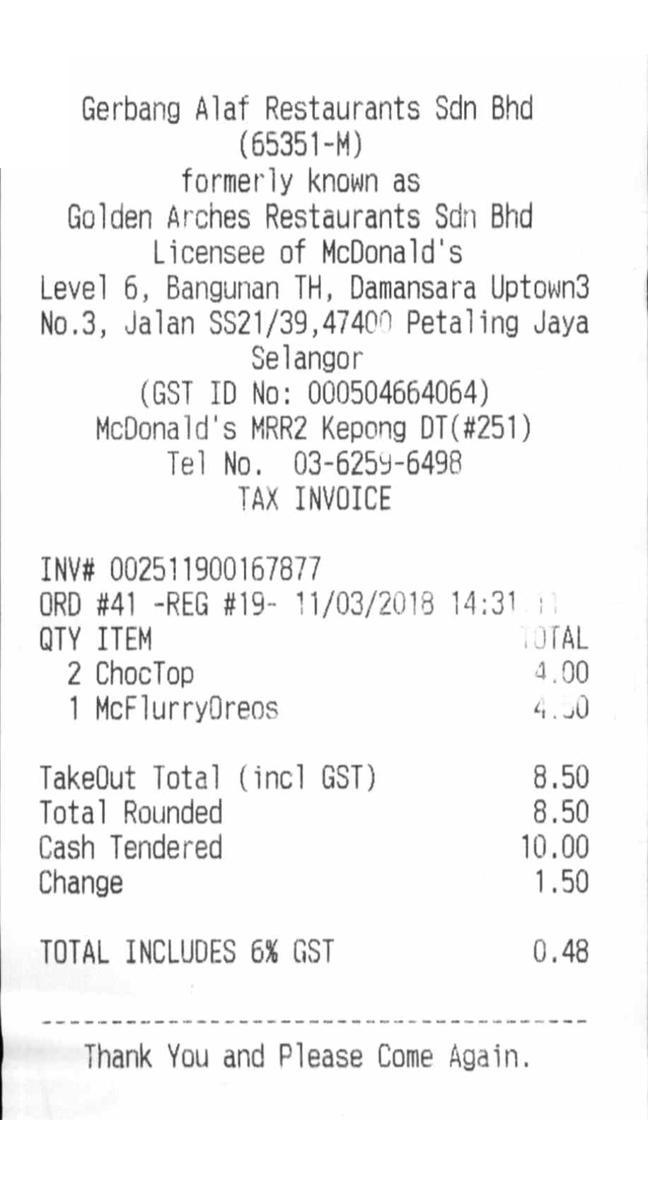 Gerbang Alaf Restaurants Sdn Bhd
(65351-M)
formerly known as
Golden Arches Restaurants Sdn Bhd
Licensee of McDonald's
Level 6, Bangunan TH, Damansara Uptown3
No.3, Jalan SS21/39,47400 Petaling Jaya
Selangor
(GST ID No: 000504664064)
McDonald's MRR2 Kepong DT(#251)
Tel No. 03-6259-6498
TAX INVOICE
INV# 002511900167877
ORD #41 -REG #19- 11/03/2018 14:31
QTY ITEM TOTAL
2 ChocTop 4.00
1 McFlurryOreos 4.50
TakeOut Total (incl GST) 8.50
Total Rounded 8.50
Cash Tendered 10.00
Change 1.50
TOTAL INCLUDES 6% GST 0.48
---------------------------------------
Thank You and Please Come Again.